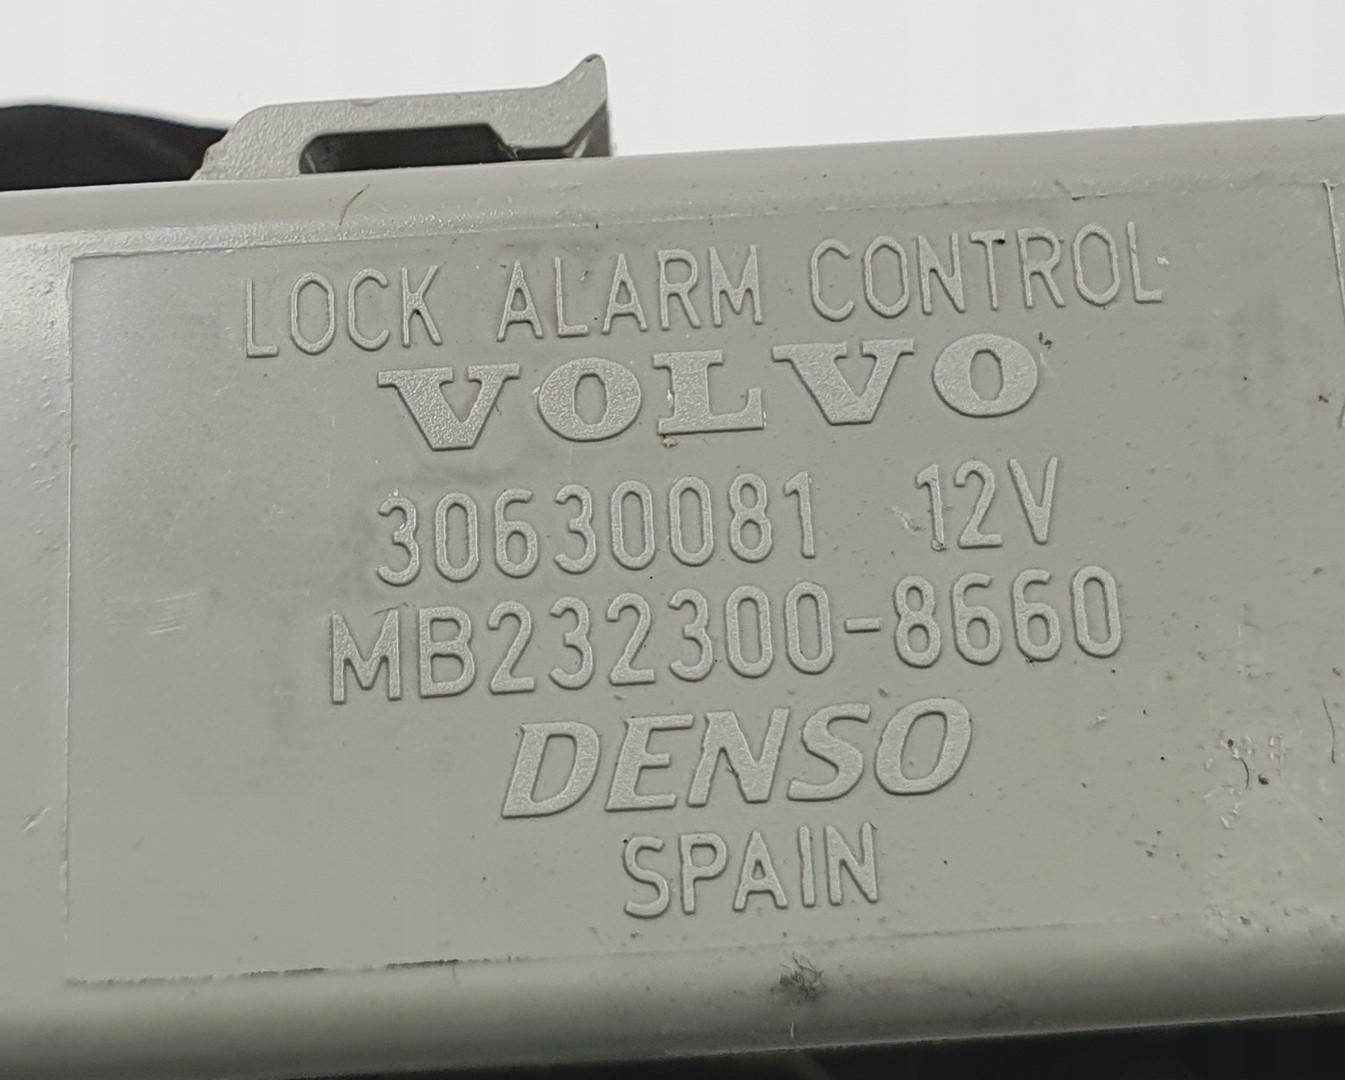 LOCK ALARM CONTROL
VOLVO
30630081 12V
MB232300-8660
DENSO
SPAIN